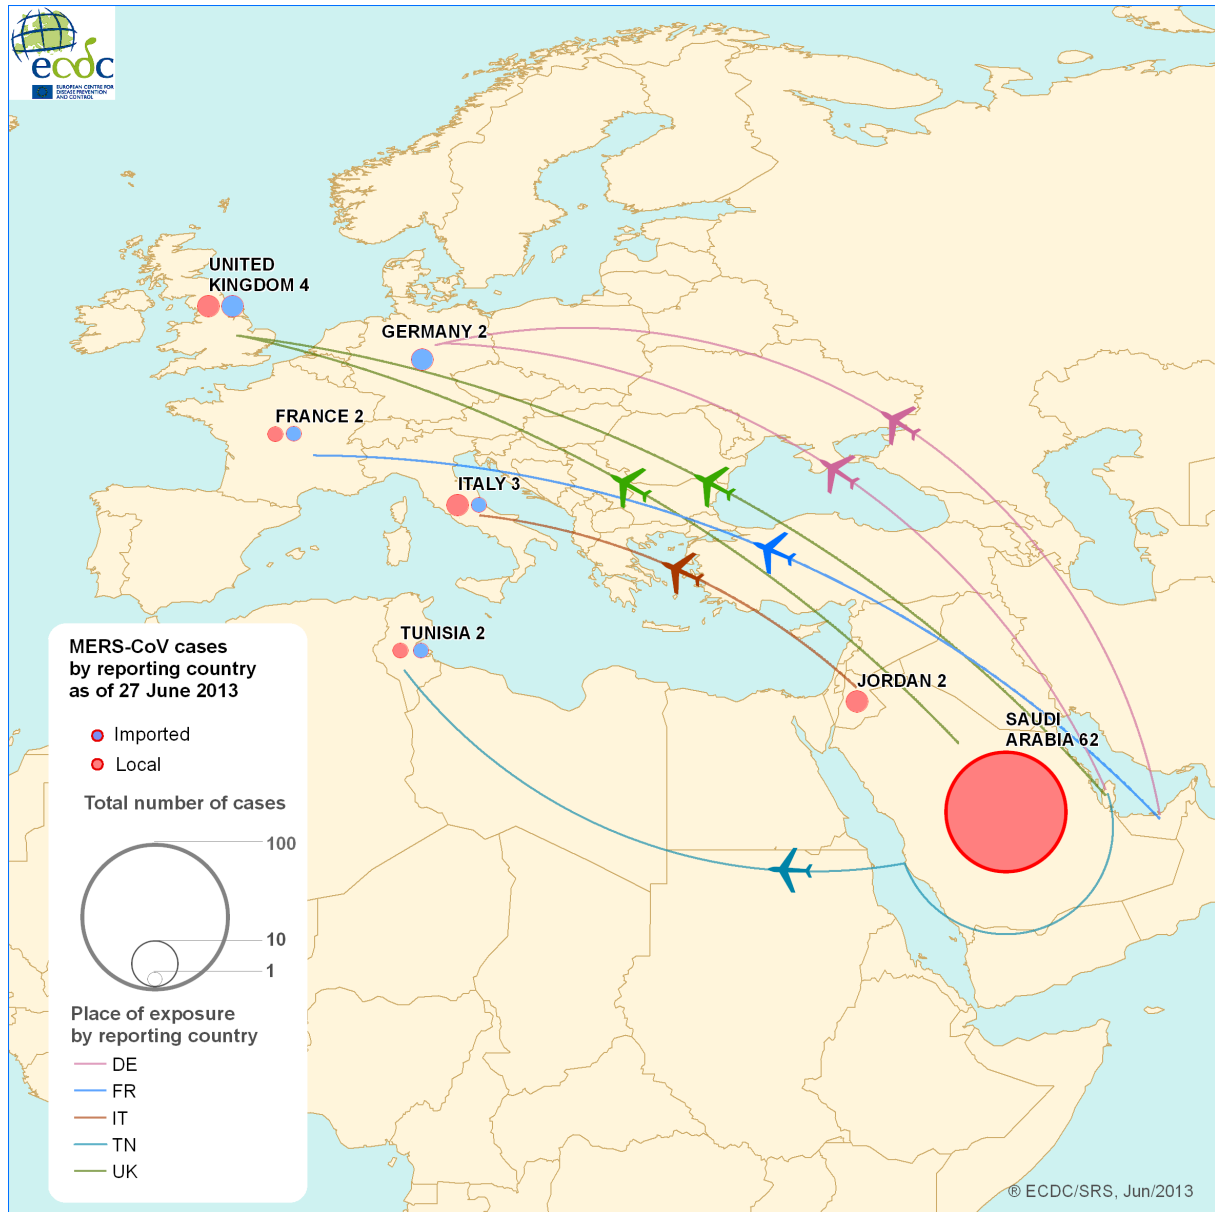 ecdc
EUROPEAN CENTRE FOR
DISEASE PREVENTION
AND CONTROL
UNITED
KINGDOM 4
GERMANY 2
FRANCE 2
ITALY 3
TUNISIA 2
JORDAN 2
SAUDI
ARABIA 62
MERS-CoV cases
by reporting country
as of 27 June 2013
Imported
Local
Total number of cases
100
10
1
Place of exposure
by reporting country
DE
FR
IT
TN
UK
® ECDC/SRS, Jun/2013